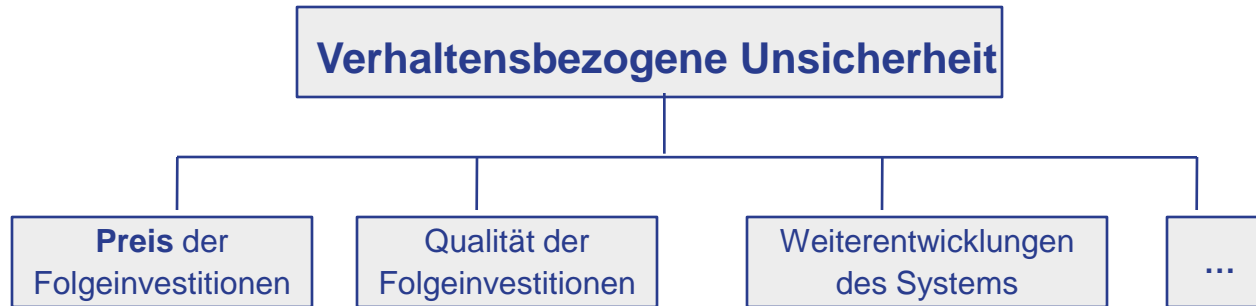 Verhaltensbezogene Unsicherheit
Preis der
Folgeinvestitionen
Qualität der
Folgeinvestitionen
Weiterentwicklungen
des Systems
...